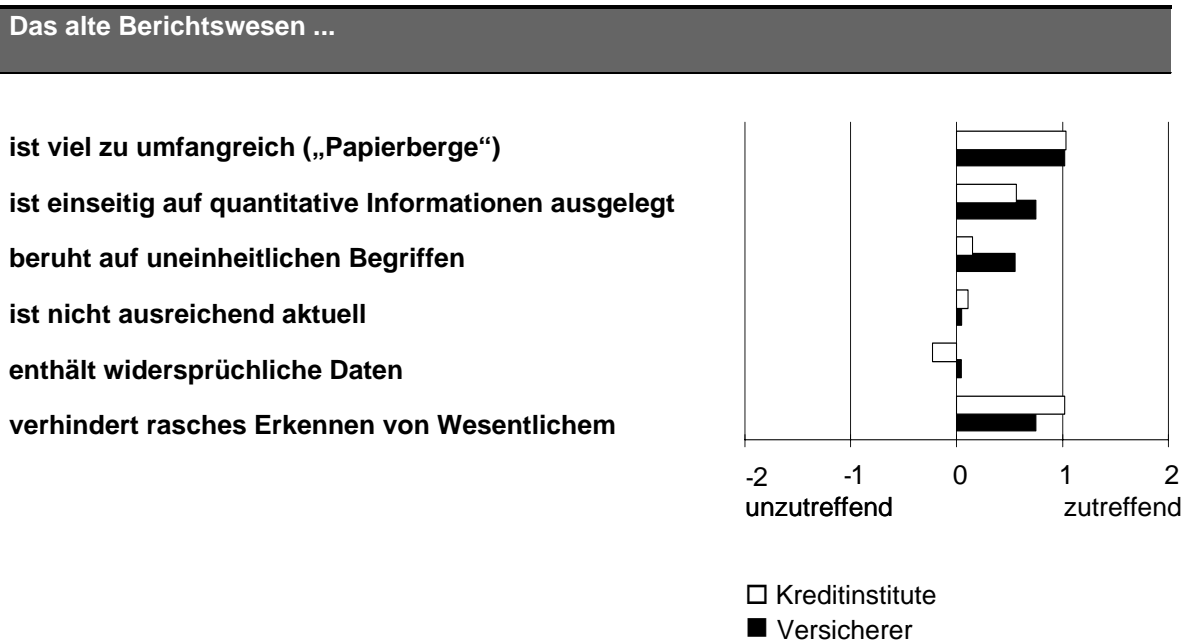 Das alte Berichtswesen ...
ist viel zu umfangreich („Papierberge“)
ist einseitig auf quantitative Informationen ausgelegt
beruht auf uneinheitlichen Begriffen
ist nicht ausreichend aktuell
enthält widersprüchliche Daten
verhindert rasches Erkennen von Wesentlichem
-2 -1 0 1 2
unzutreffend zutreffend
Kreditinstitute
Versicherer